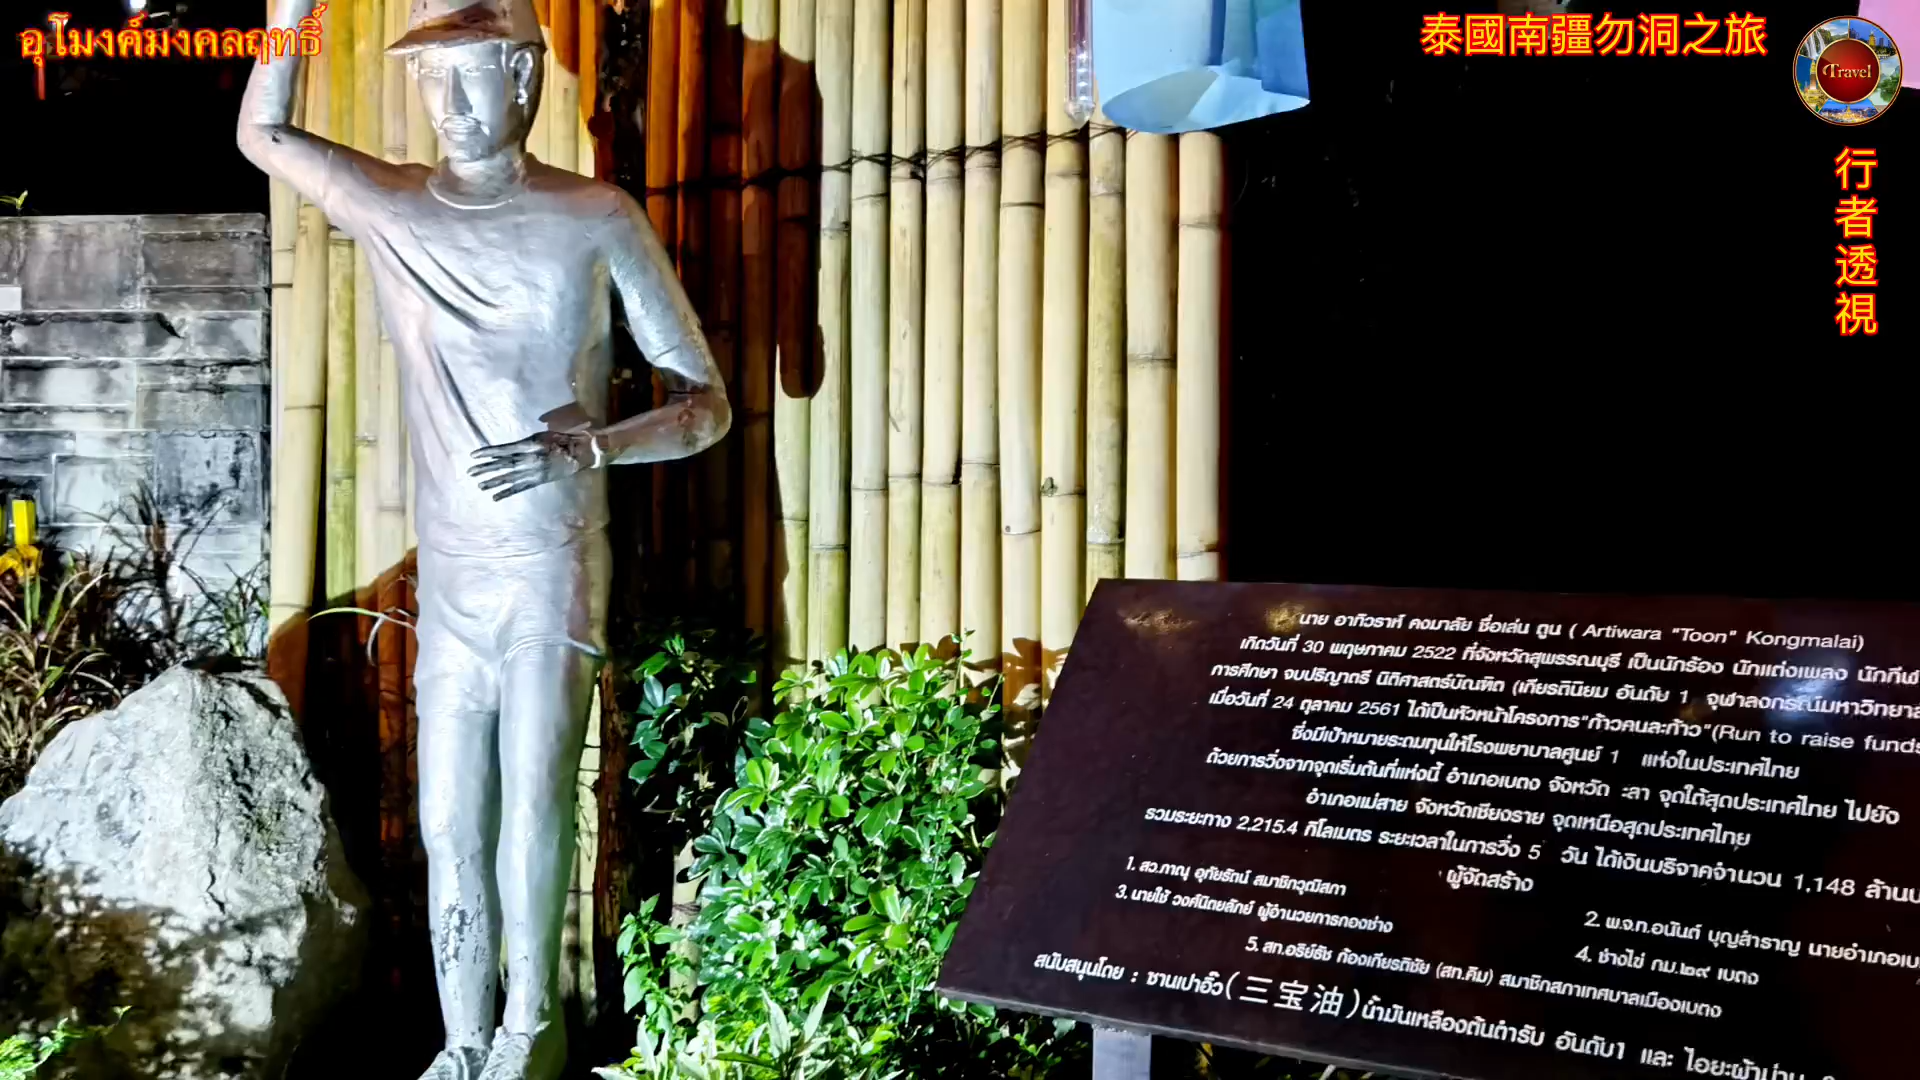 อุโมงค์มงคลฤทธิ์
泰國南疆勿洞之旅
Travel
行者透視
นาย อาทิวราห์ คงมาลัย ชื่อเล่น ตูน ( Artiwara "Toon" Kongmalai)
เกิดวันที่ 30 พฤษภาคม 2522 ที่จังหวัดสุพรรณบุรี เป็นนักร้อง นักแต่งเพลง
การศึกษา จบปริญาตรี นิติศาสตร์บัณฑิต (เกียรตินิยม อันดับ 1 จุฬาลงกรณ์มหาวิทยาลั
เมื่อวันที่ 24 ตุลาคม 2561 ได้เป็นหัวหน้าโครงการ"ก้าวคนละก้าว"(Run to raise funds
ซึ่งมีเป้าหมายระดมทุนให้โรงพยาบาลศูนย์ 1 แห่งในประเทศไทย
ด้วยการวิ่งจากจุดเริ่มต้นที่แห่งนี้ อำเภอเบตง จังหวัด ะลา จุดใต้สุดประเทศไทย ไปยัง
อำเภอแม่สาย จังหวัดเชียงราย จุดเหนือสุดประเทศไทย
รวมระยะทาง 2,215.4 กิโลเมตร ระยะเวลาในการวิ่ง 5 วัน ได้เงินบริจาคจำนวน 1,148 ล้านบ
ผู้จัดสร้าง
1. สว.ภาณุ อุทัยรัตน์ สมาชิกวุฒิสภา
2. พ.จ.ท.อนันต์ บุญสำราญ นายอำเภอเบ
3. นายใช้ วงศ์นิตยลักย์ ผู้อำนวยการกองช่าง
4. ช่างไข่ กม.๒๙ เบตง
5. สท.อริย์ธัช ก้องเกียรติชัย (สท.คิม) สมาชิกสภาเทศบาลเมืองเบตง
สนับสนุนโดย : ซานเปาอิ๊ว(三宝油)น้ำมันเหลืองต้นตำรับ อันดับ1 และ